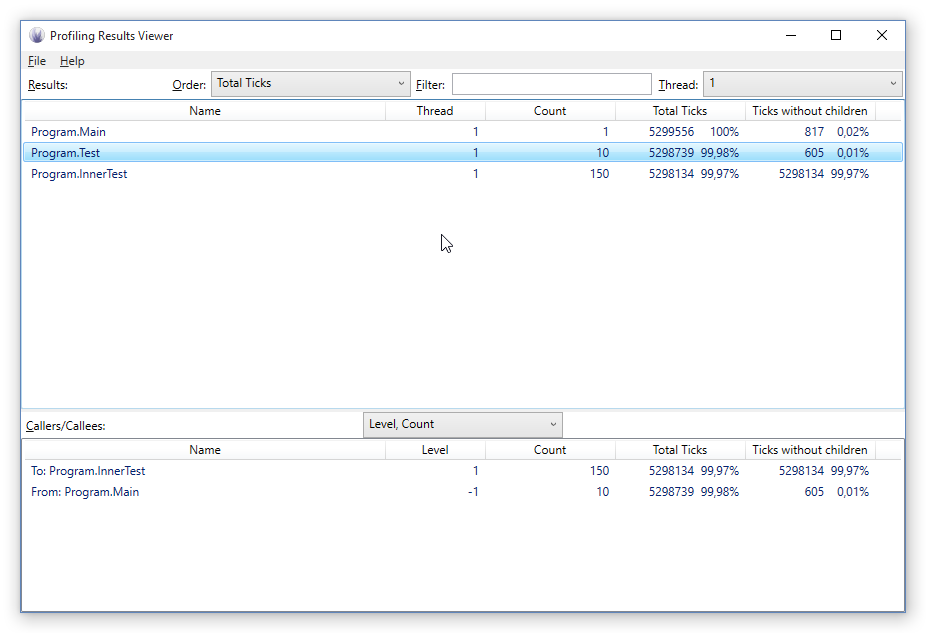 Profiling Results Viewer
File Help
Results: Order: Total Ticks Filter: Thread: 1
Name Thread Count Total Ticks Ticks without children
Program.Main 1 1 5299556 100% 817 0,02%
Program.Test 1 10 5298739 99,98% 605 0,01%
Program.InnerTest 1 150 5298134 99,97% 5298134 99,97%
Callers/Callees: Level, Count
Name Level Count Total Ticks Ticks without children
To: Program.InnerTest 1 150 5298134 99,97% 5298134 99,97%
From: Program.Main -1 10 5298739 99,98% 605 0,01%